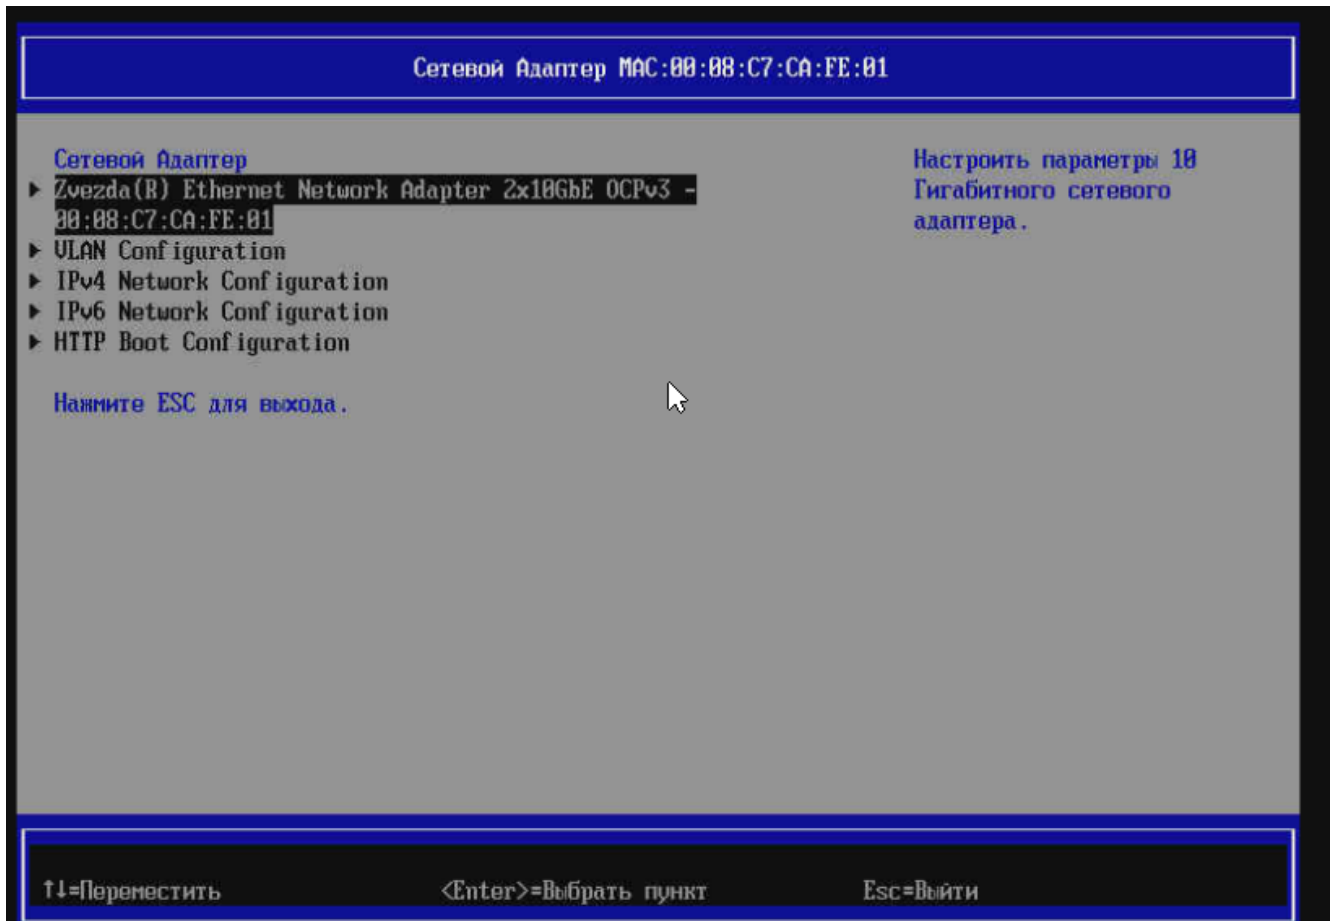 Сетевой Адаптер MAC:00:08:C7:CA:FE:01
Сетевой Адаптер
Zvezda(R) Ethernet Network Adapter 2x10GbE OCPv3 -
00:08:C7:CA:FE:01
VLAN Configuration
IPv4 Network Configuration
IPv6 Network Configuration
HTTP Boot Configuration
Нажмите ESC для выхода.
Настроить параметры 10
Гигабитного сетевого
адаптера.
↑↓=Переместить <Enter>=Выбрать пункт Esc=Выйти